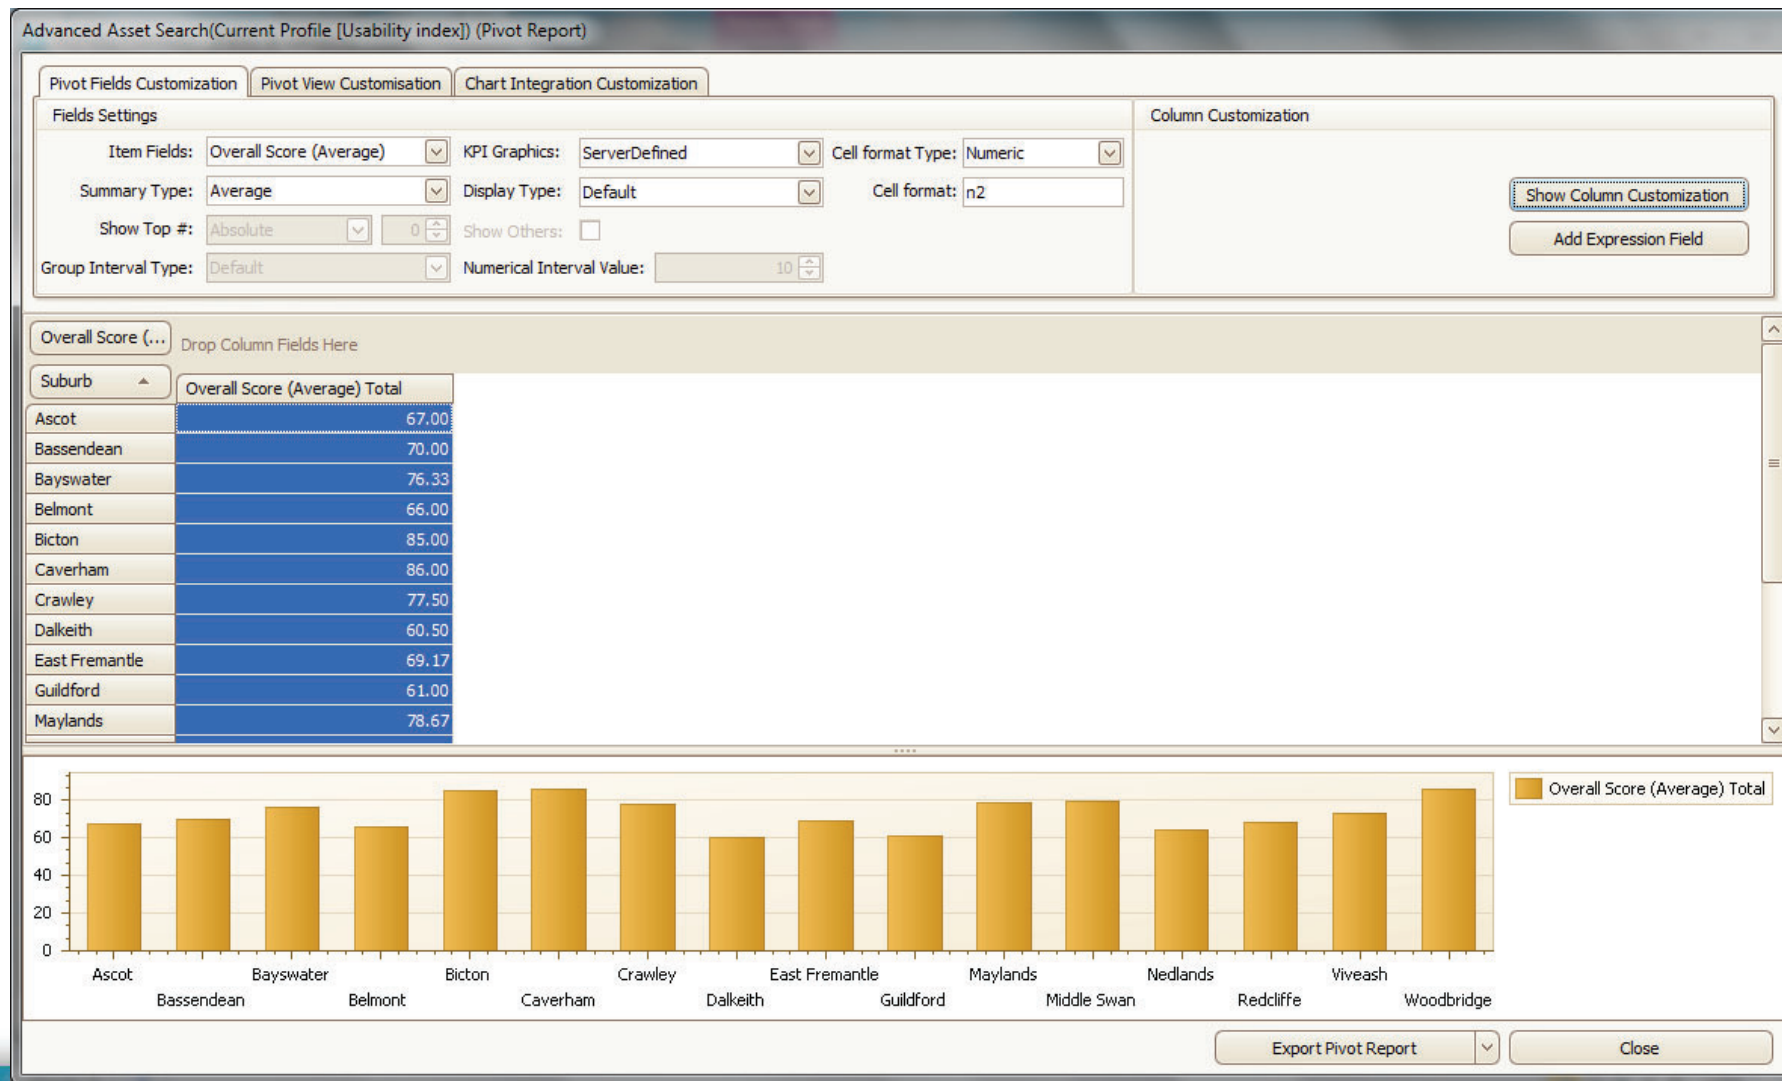 Advanced Asset Search(Current Profile [Usability index]) (Pivot Report)
Pivot Fields Customization Pivot View Customisation Chart Integration Customization
Fields Settings Column Customization
Item Fields: Overall Score (Average) KPI Graphics: ServerDefined Cell format Type: Numeric
Summary Type: Average Display Type: Default Cell format: n2
Show Column Customization
Show Top #: Absolute 0 Show Others:
Add Expression Field
Group Interval Type: Default Numerical Interval Value: 10
Overall Score (... Drop Column Fields Here
Suburb Overall Score (Average) Total
Ascot 67.00
Bassendean 70.00
Bayswater 76.33
Belmont 66.00
Bicton 85.00
Caverham 86.00
Crawley 77.50
Dalkeith 60.50
East Fremantle 69.17
Guildford 61.00
Maylands 78.67
Overall Score (Average) Total
80
60
40
20
0
Ascot Bayswater Bicton Crawley East Fremantle Maylands Nedlands Viveash
Bassendean Belmont Caverham Dalkeith Guildford Middle Swan Redcliffe Woodbridge
Export Pivot Report Close